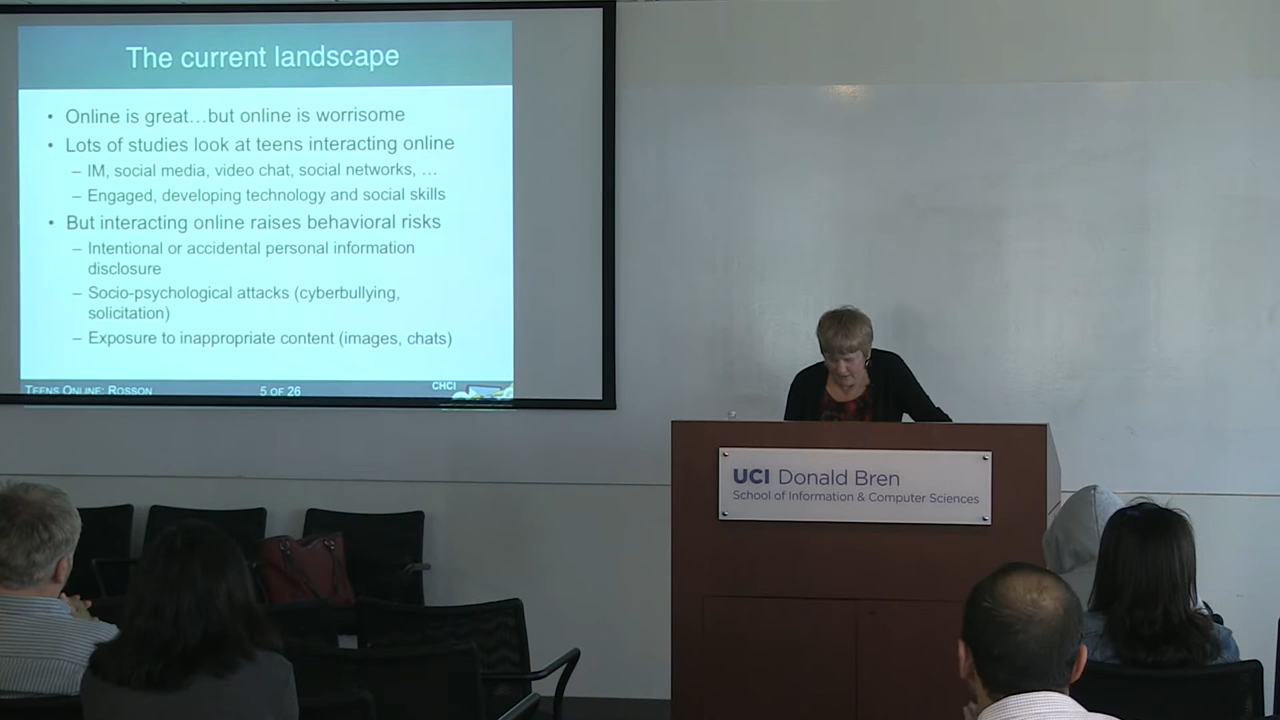 The current landscape
• Online is great…but online is worrisome
• Lots of studies look at teens interacting online
– IM, social media, video chat, social networks, …
– Engaged, developing technology and social skills
• But interacting online raises behavioral risks
– Intentional or accidental personal information
disclosure
– Socio-psychological attacks (cyberbullying,
solicitation)
– Exposure to inappropriate content (images, chats)
TEENS ONLINE: ROSSON
5 OF 26
CHCI
UCI Donald Bren
School of Information & Computer Sciences